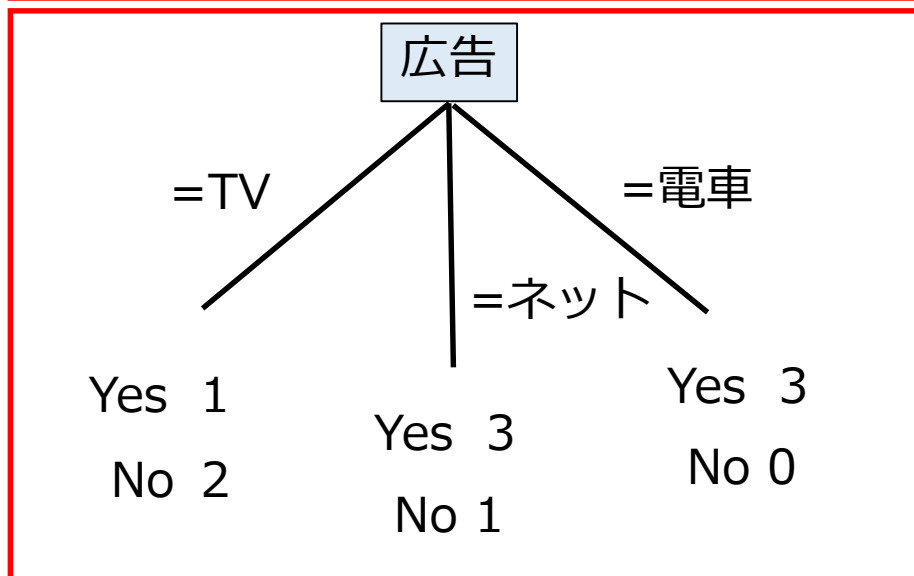 広告
=TV
=電車
=ネット
Yes 1
No 2
Yes 3
No 1
Yes 3
No 0